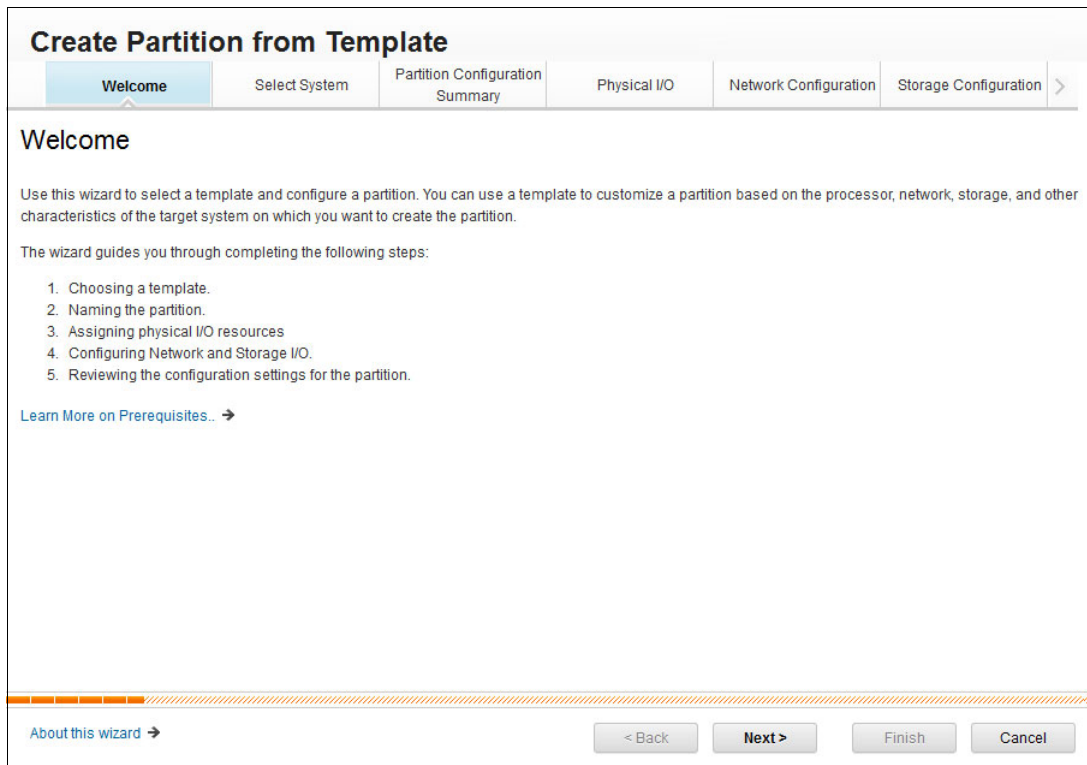 Create Partition from Template
Welcome
Select System
Partition Configuration
Summary
Physical I/O
Network Configuration
Storage Configuration
Welcome
Use this wizard to select a template and configure a partition. You can use a template to customize a partition based on the processor, network, storage, and other
characteristics of the target system on which you want to create the partition.
The wizard guides you through completing the following steps:
1. Choosing a template.
2. Naming the partition.
3. Assigning physical I/O resources
4. Configuring Network and Storage I/O.
5. Reviewing the configuration settings for the partition.
Learn More on Prerequisites.. →
About this wizard →
< Back
Next >
Finish
Cancel